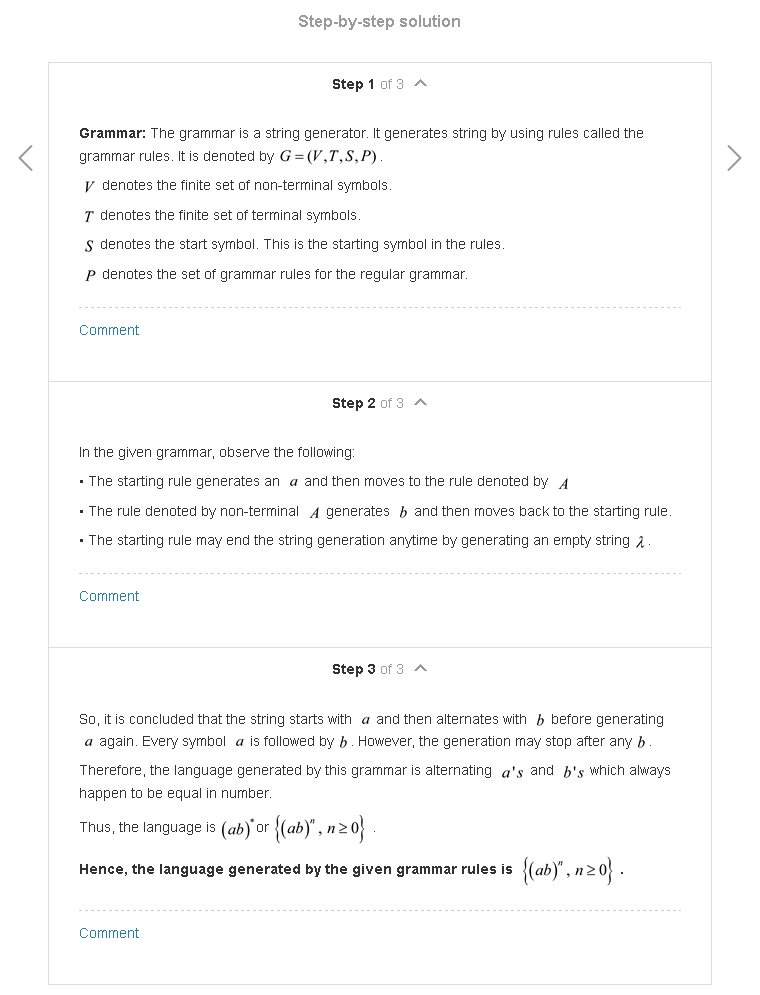 Step-by-step solution
Step 1 of 3
Grammar: The grammar is a string generator. It generates string by using rules called the
grammar rules. It is denoted by G = (V,T,S,P).
V denotes the finite set of non-terminal symbols.
T denotes the finite set of terminal symbols.
S denotes the start symbol. This is the starting symbol in the rules.
P denotes the set of grammar rules for the regular grammar.
Comment
Step 2 of 3
In the given grammar, observe the following:
• The starting rule generates an a and then moves to the rule denoted by A
• The rule denoted by non-terminal A generates b and then moves back to the starting rule.
• The starting rule may end the string generation anytime by generating an empty string λ.
Comment
Step 3 of 3
So, it is concluded that the string starts with a and then alternates with b before generating
a again. Every symbol a is followed by b. However, the generation may stop after any b.
Therefore, the language generated by this grammar is alternating a's and b's which always
happen to be equal in number.
Thus, the language is (ab)* or {(ab)ⁿ, n ≥ 0} .
Hence, the language generated by the given grammar rules is {(ab)ⁿ, n ≥ 0} .
Comment